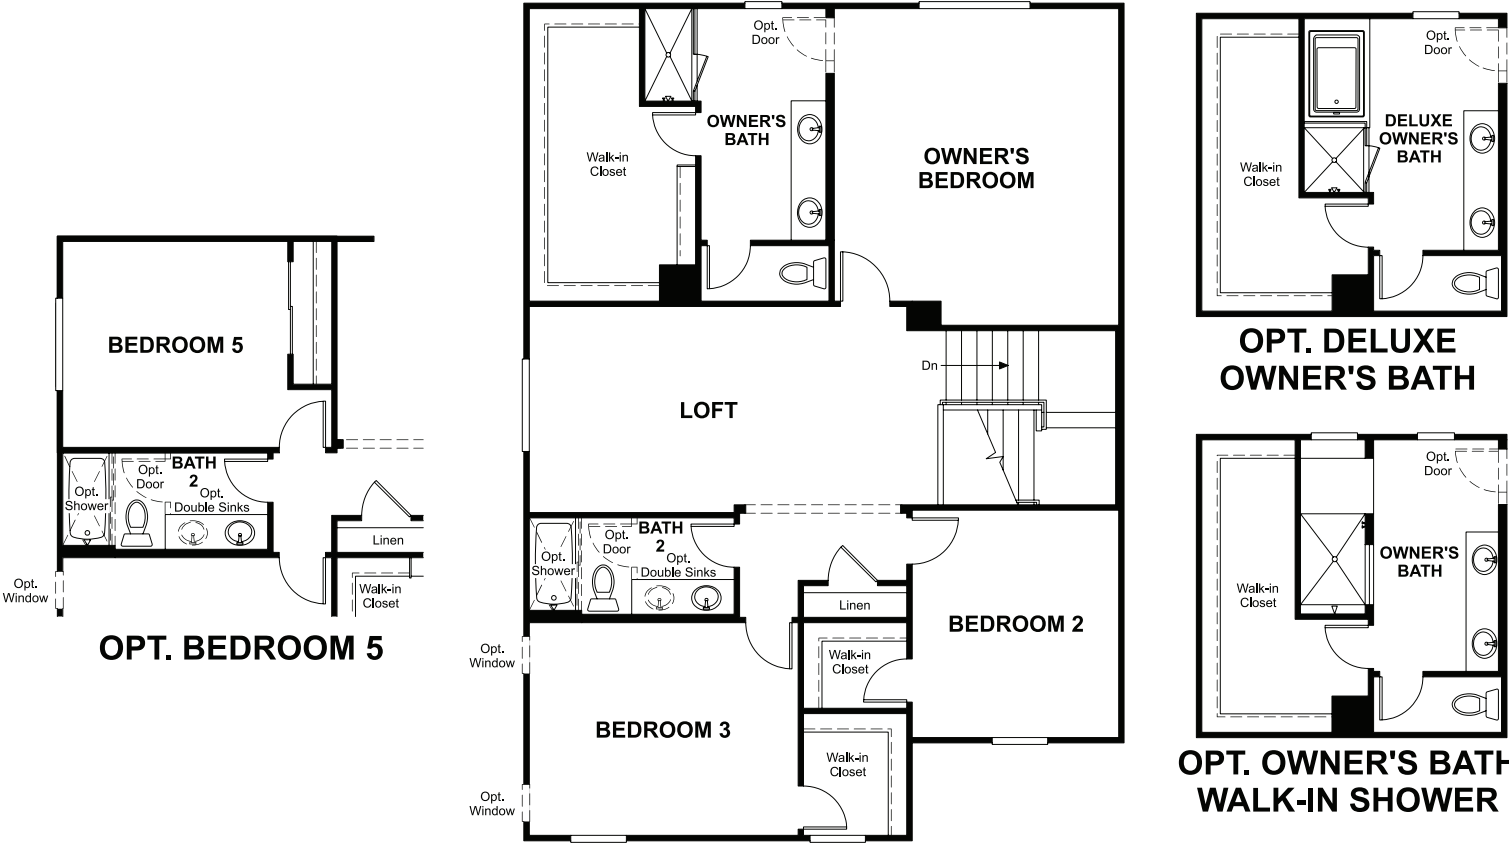 BEDROOM 5
BATH
2
Opt.
Door
Opt.
Shower
Opt.
Double Sinks
Linen
Opt.
Window
Walk-in
Closet
OPT. BEDROOM 5
Opt.
Door
OWNER'S
BATH
Walk-in
Closet
OWNER'S
BEDROOM
Dn
LOFT
BATH
2
Opt.
Door
Opt.
Shower
Opt.
Double Sinks
Linen
BEDROOM 2
Opt.
Window
Walk-in
Closet
BEDROOM 3
Walk-in
Closet
Opt.
Window
Opt.
Door
DELUXE
OWNER'S
BATH
Walk-in
Closet
OPT. DELUXE
OWNER'S BATH
Opt.
Door
OWNER'S
BATH
Walk-in
Closet
OPT. OWNER'S BATH
WALK-IN SHOWER